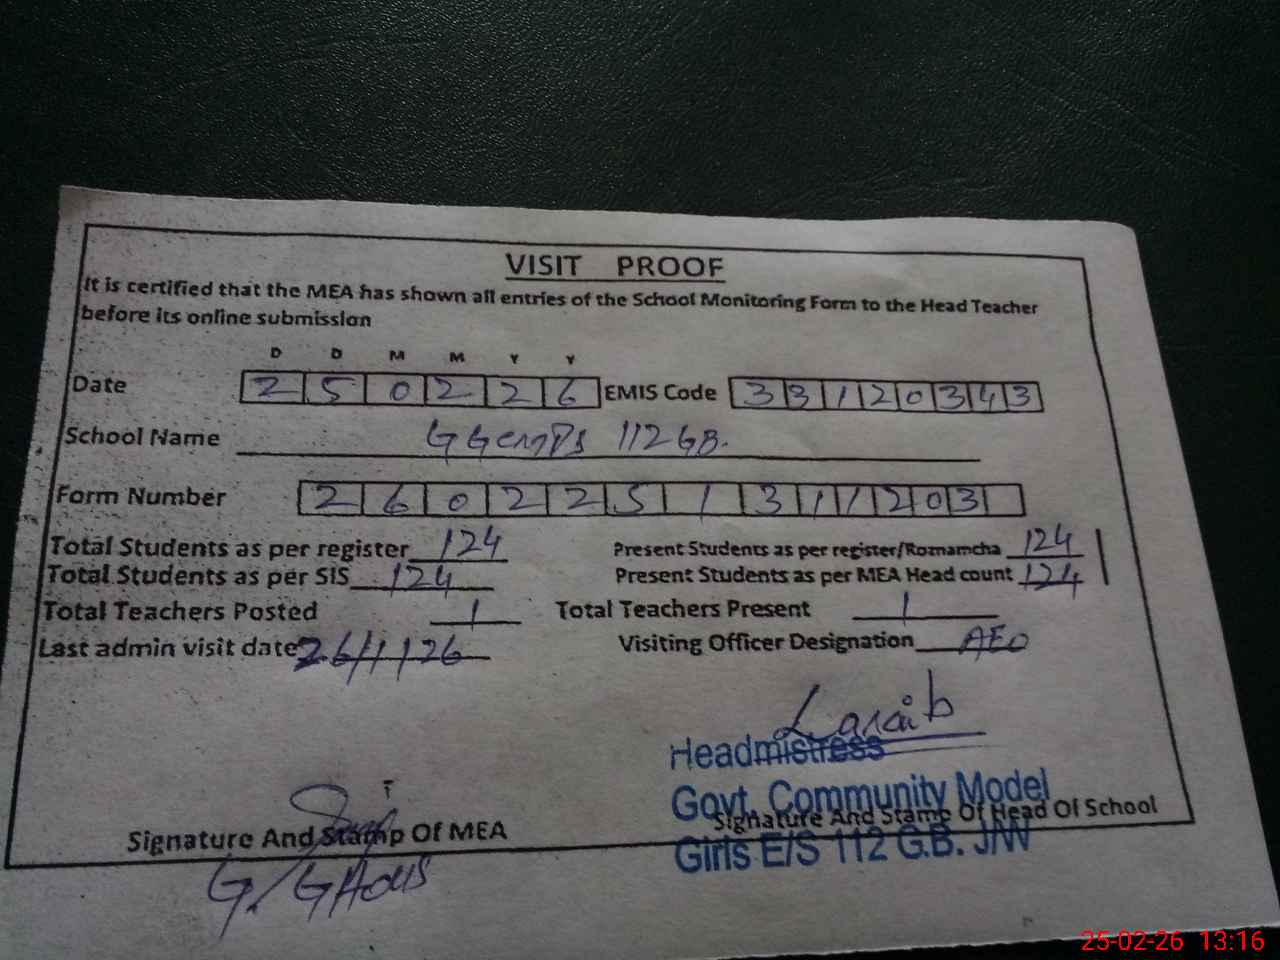 VISIT PROOF
It is certified that the MEA has shown all entries of the School Monitoring Form to the Head Teacher
before its online submission
D D M M Y Y
Date 2 5 0 2 2 6 EMIS Code 3 3 1 2 0 3 4 3
School Name 112 GB.
Form Number 2 6 0 2 2 5 1 3 1 1 2 0 3
Total Students as per register 124 Present Students as per register/Roznamcha 124
Total Students as per SIS 124 Present Students as per MEA Head count 124
Total Teachers Posted 1 Total Teachers Present 1
Last admin visit date 26/1/26 Visiting Officer Designation AEO
Laraib
Headmistress
Govt. Community Model
Signature And Stamp Of MEA Signature And Stamp Of Head Of School
Girls E/S 112 G.B. J/W
G. GHous
25-02-26 13:16